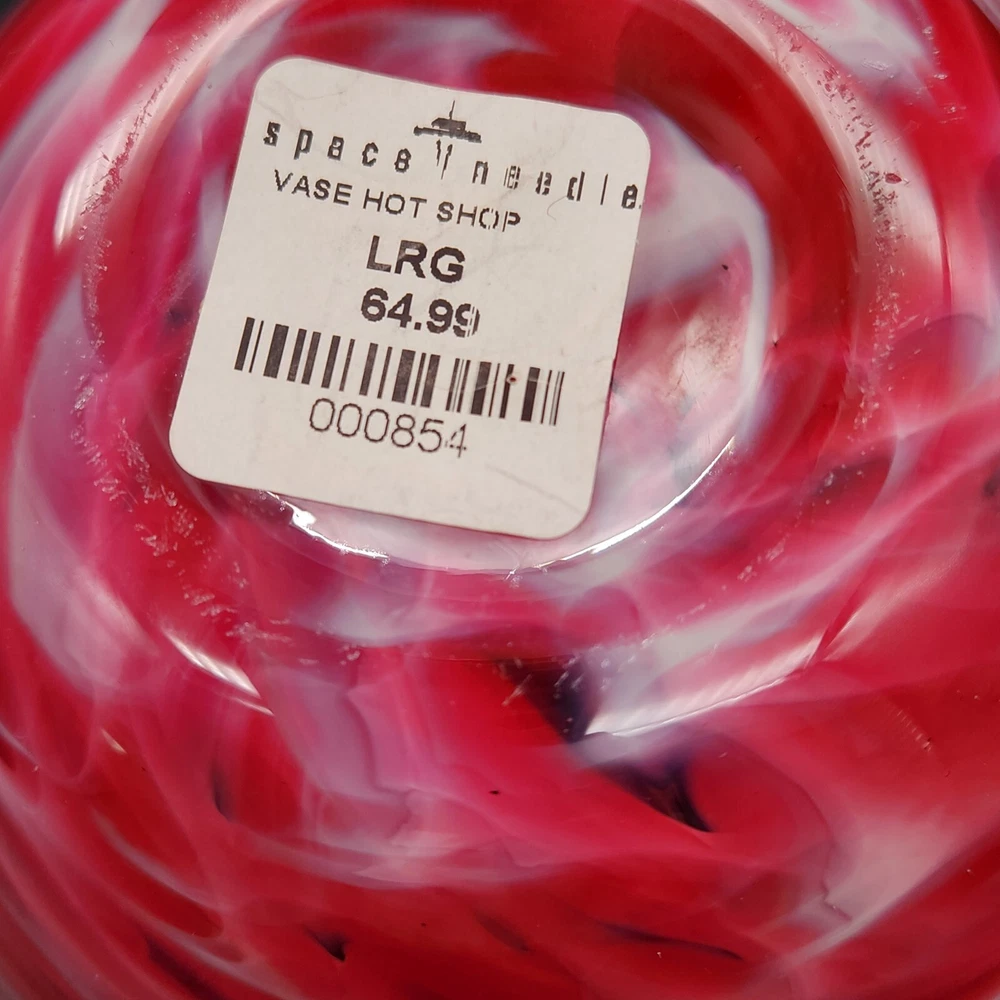 space needle
VASE HOT SHOP
LRG
64.99
000854